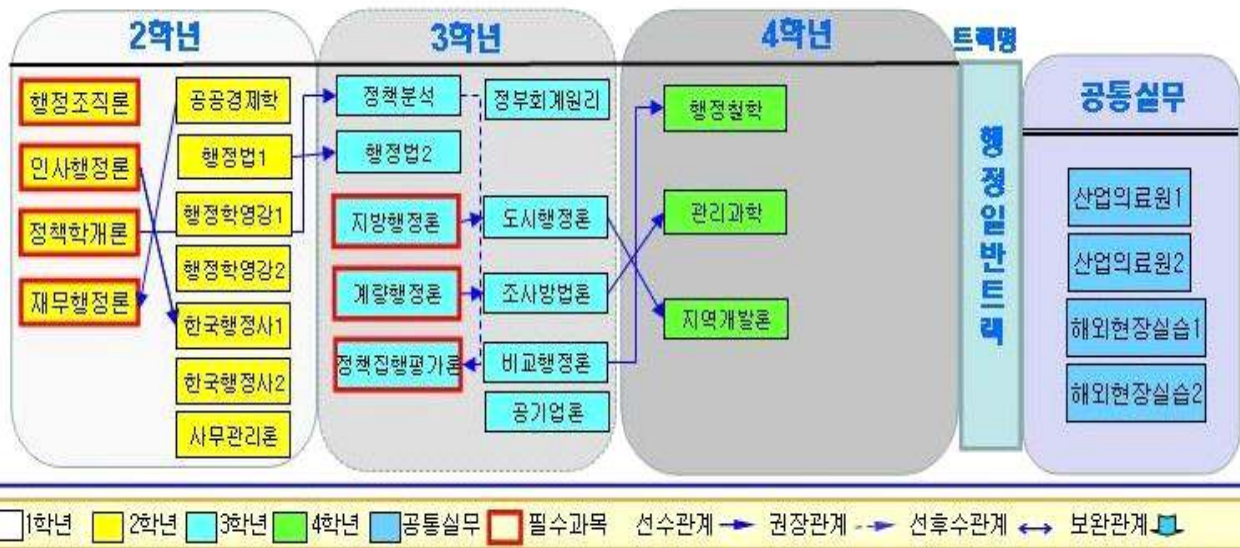 2학년
3학년
4학년
트랙명
공통실무
행정조직론
인사행정론
정책학개론
재무행정론
공공경제학
행정법1
행정학영강1
행정학영강2
한국행정사1
한국행정사2
사무관리론
정책분석
행정법2
지방행정론
계량행정론
정책집행평가론
정부회계원리
도시행정론
조사방법론
비교행정론
공기업론
행정철학
관리과학
지역개발론
행정일반트랙
산업의료원1
산업의료원2
해외현장실습1
해외현장실습2
1학년 2학년 3학년 4학년 공통실무 필수과목 선수관계 권장관계 선후수관계 보완관계